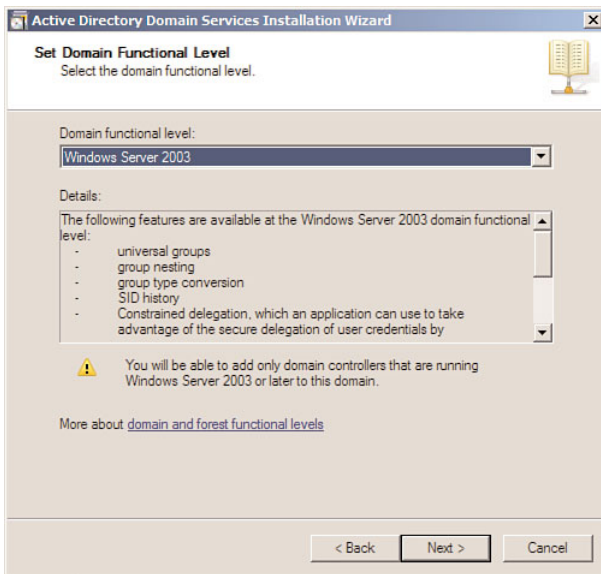 Active Directory Domain Services Installation Wizard
Set Domain Functional Level
Select the domain functional level.
Domain functional level:
Windows Server 2003
Details:
The following features are available at the Windows Server 2003 domain functional
level:
- universal groups
- group nesting
- group type conversion
- SID history
- Constrained delegation, which an application can use to take
advantage of the secure delegation of user credentials by
You will be able to add only domain controllers that are running
Windows Server 2003 or later to this domain.
More about domain and forest functional levels
< Back Next > Cancel